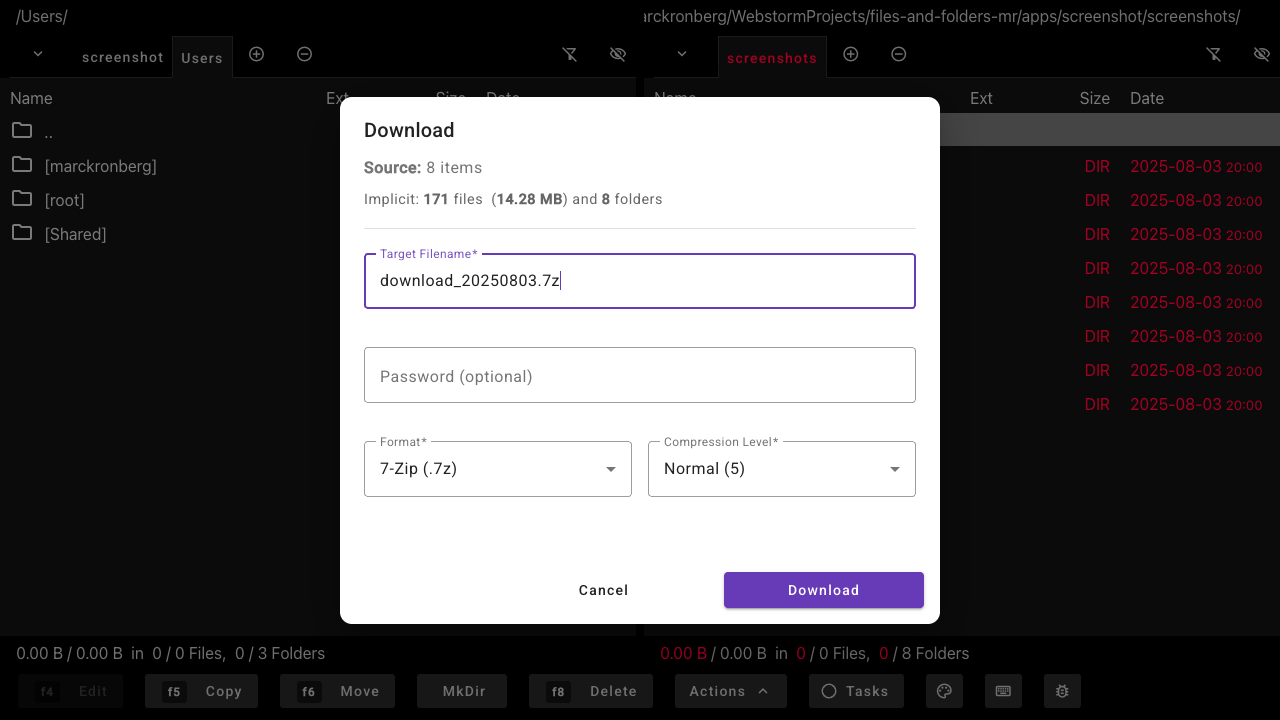 /Users/
arckronberg/WebstormProjects/files-and-folders-mr/apps/screenshot/screenshots/
screenshot Users
screenshots
Name Ext Size Date
Name Ext Size Date
..
[marckronberg]
[root]
[Shared]
DIR 2025-08-03 20:00
DIR 2025-08-03 20:00
DIR 2025-08-03 20:00
DIR 2025-08-03 20:00
DIR 2025-08-03 20:00
DIR 2025-08-03 20:00
DIR 2025-08-03 20:00
DIR 2025-08-03 20:00
Download
Source: 8 items
Implicit: 171 files (14.28 MB) and 8 folders
Target Filename*
download_20250803.7z
Password (optional)
Format* Compression Level*
7-Zip (.7z) Normal (5)
Cancel Download
0.00 B / 0.00 B in 0 / 0 Files, 0 / 3 Folders
0.00 B / 0.00 B in 0 / 0 Files, 0 / 8 Folders
f4 Edit f5 Copy f6 Move MkDir f8 Delete Actions Tasks